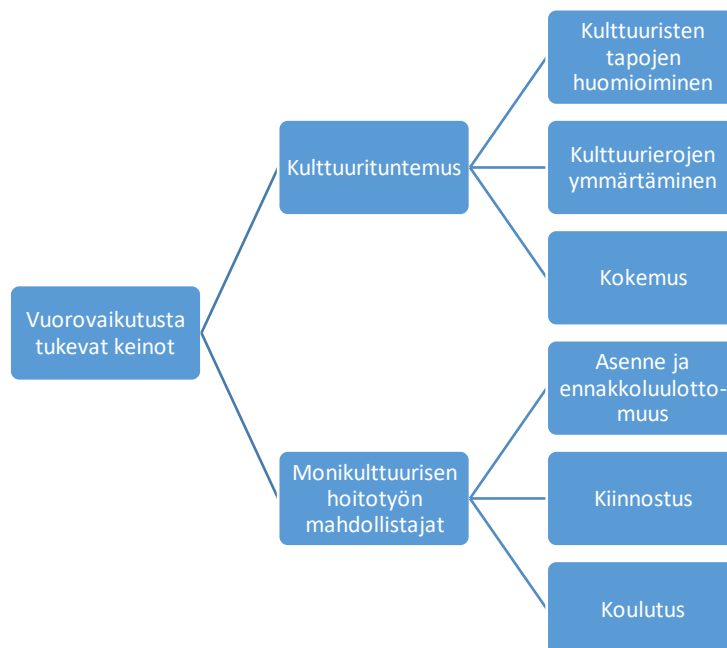 Kulttuuristen
tapojen
huomioiminen
Kulttuurituntemus
Kulttuurierojen
ymmärtäminen
Kokemus
Vuorovaikutusta
tukevat keinot
Asenne ja
ennakkoluulotto-
muus
Monikulttuurisen
hoitotyön
mahdollistajat
Kiinnostus
Koulutus